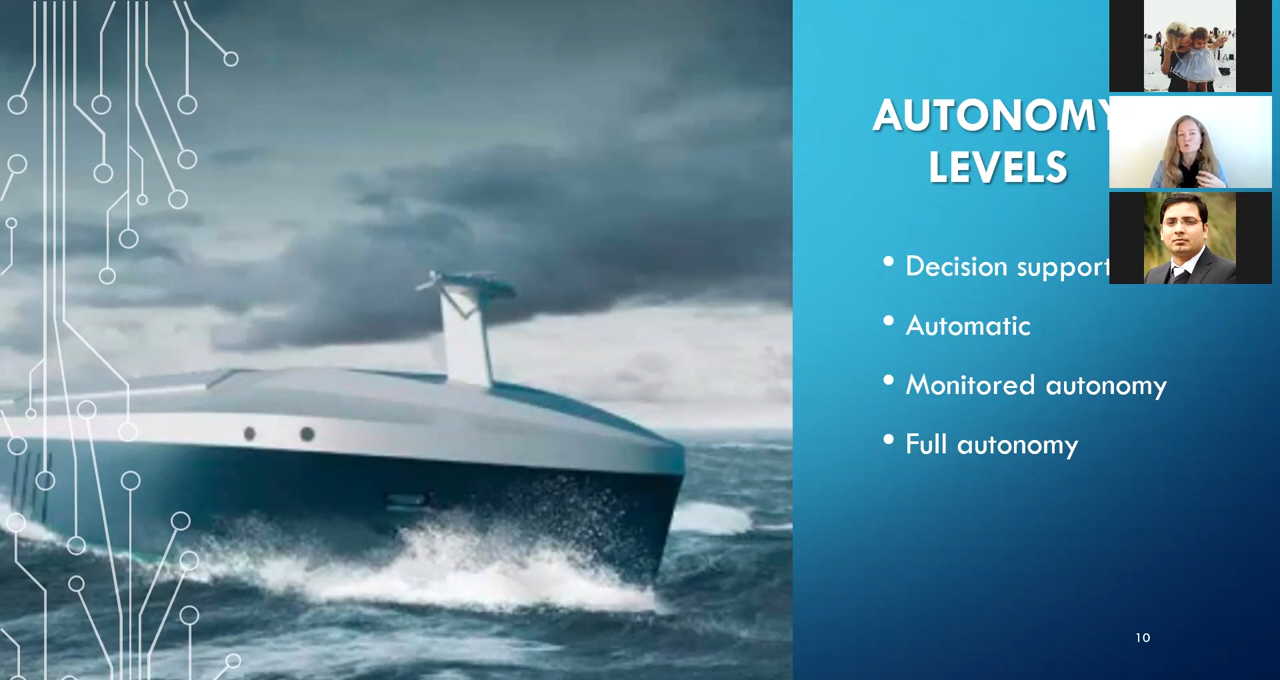 AUTONOMY
LEVELS
• Decision support
• Automatic
• Monitored autonomy
• Full autonomy
10